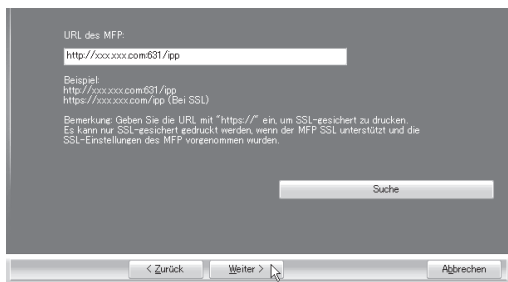 URL des MFP:
http://xxx.xxx.com:631/ipp
Beispiel:
http://xxx.xxx.com:631/ipp
https://xxx.xxx.com/ipp (Bei SSL)
Bemerkung: Geben Sie die URL mit "https://" ein, um SSL-gesichert zu drucken.
Es kann nur SSL-gesichert gedruckt werden, wenn der MFP SSL unterstützt und die
SSL-Einstellungen des MFP vorgenommen wurden.
Suche
< Zurück
Weiter >
Abbrechen